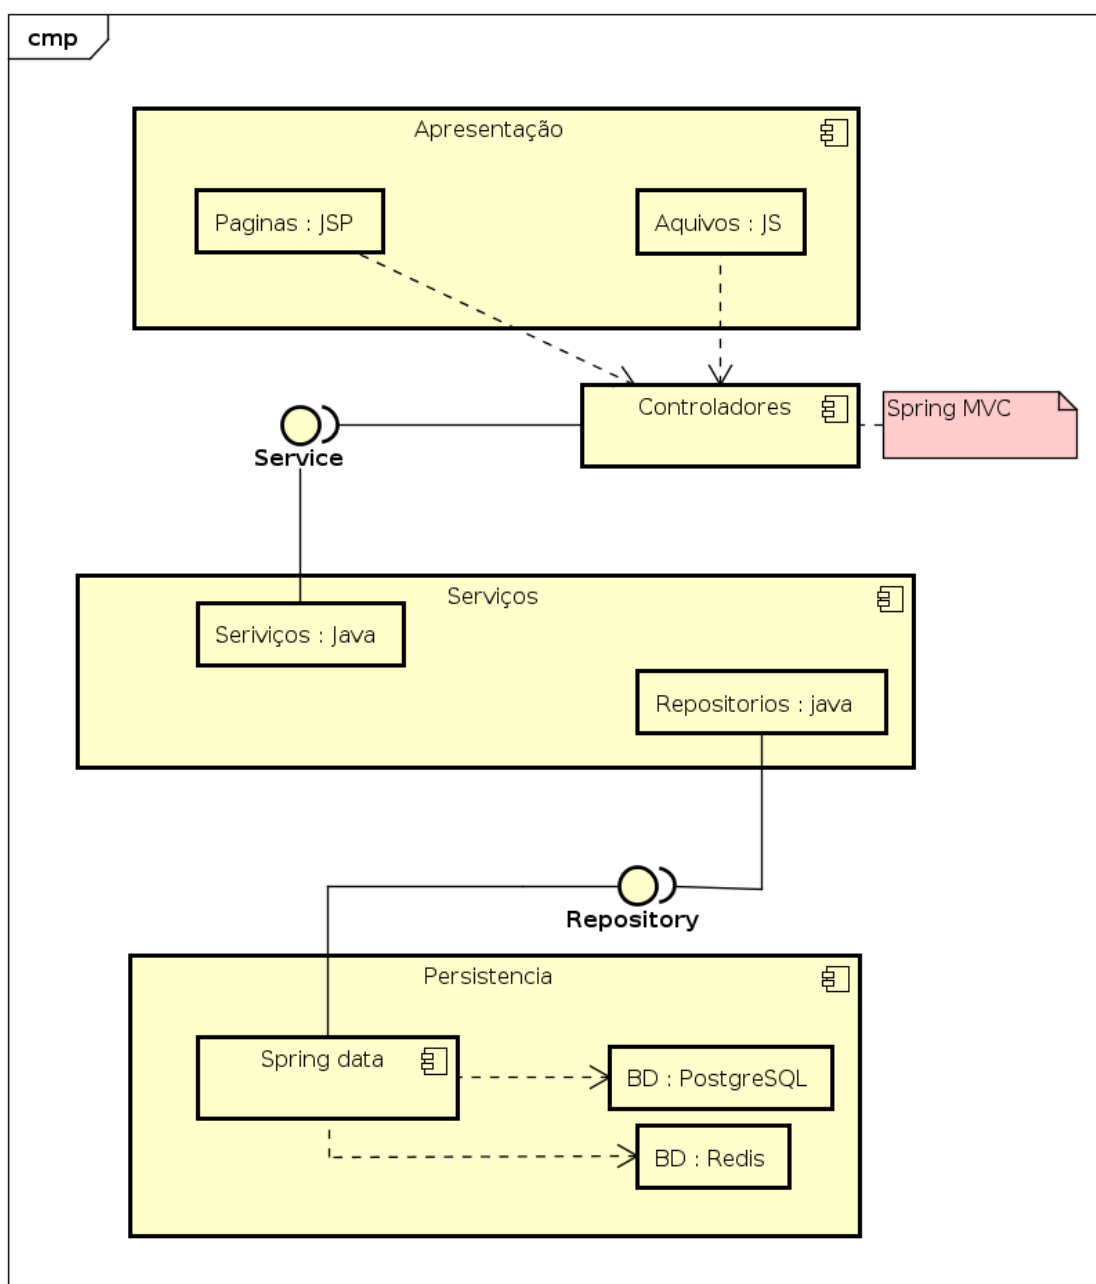 cmp
Apresentação
Paginas : JSP
Aquivos : JS
Controladores
Spring MVC
Service
Serviços
Seriviços : Java
Repositorios : java
Repository
Persistencia
Spring data
BD : PostgreSQL
BD : Redis